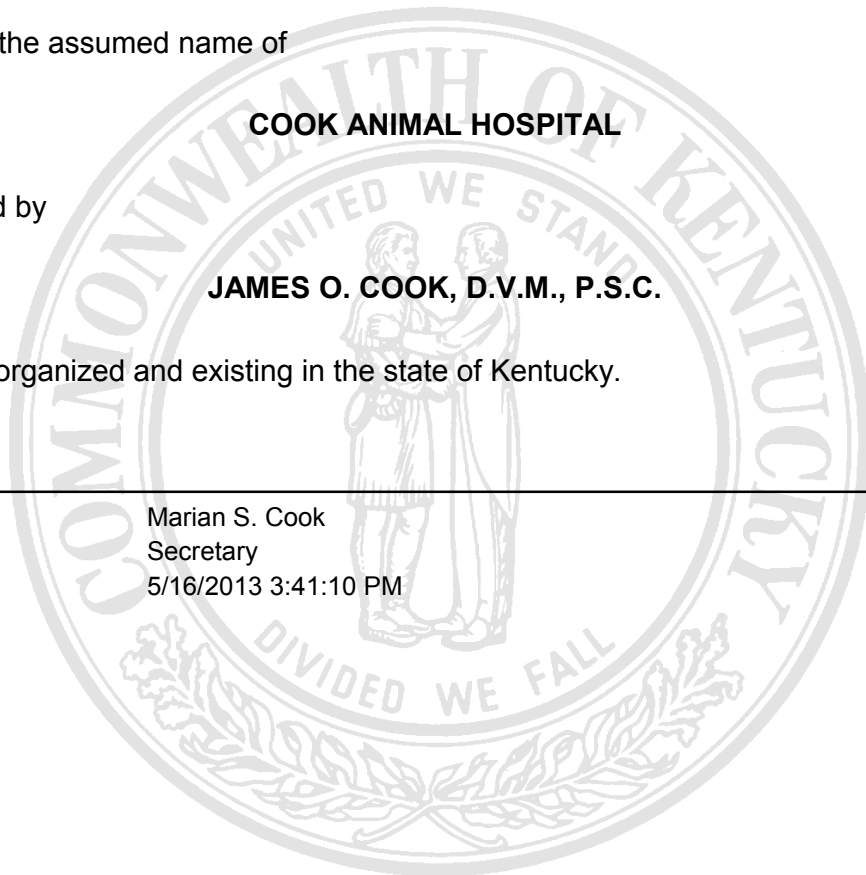 the assumed name of
COOK ANIMAL HOSPITAL
d by
JAMES O. COOK, D.V.M., P.S.C.
organized and existing in the state of Kentucky.
Marian S. Cook
Secretary
5/16/2013 3:41:10 PM
COMMONWEALTH OF KENTUCKY
UNITED WE STAND
DIVIDED WE FALL